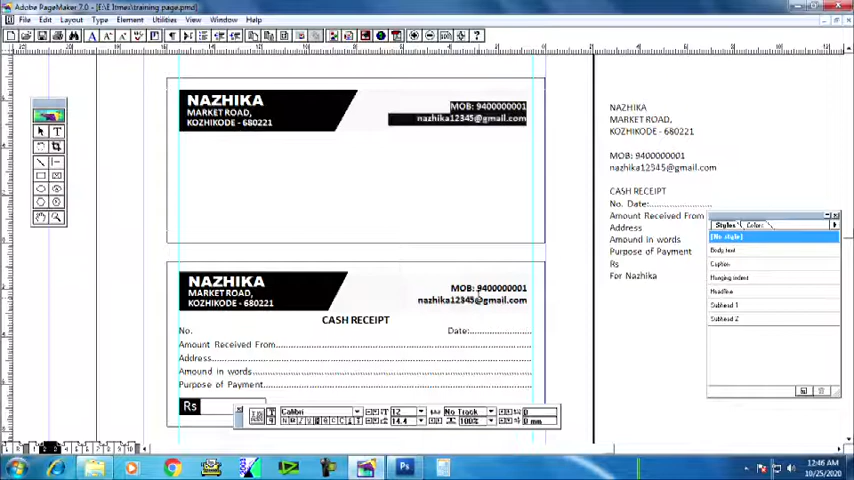 Adobe PageMaker 7.0 - [E\E Itmes\training page.pmd]
File Edit Layout Type Element Utilities View Window Help
NAZHIKA
MARKET ROAD,
KOZHIKODE - 680221
MOB: 9400000001
nazhika12345@gmail.com
NAZHIKA
MARKET ROAD,
KOZHIKODE - 680221
MOB: 9400000001
nazhika12345@gmail.com
CASH RECEIPT
No. Date:......................
Amount Received From
Address
Amount in words
Purpose of Payment
Rs
For Nazhika
Styles Colors
[No style]
Body text
Caption
Hanging indent
Headline
Subhead 1
Subhead 2
NAZHIKA
MARKET ROAD,
KOZHIKODE - 680221
MOB: 9400000001
nazhika12345@gmail.com
CASH RECEIPT
No. Date:......................
Amount Received From
Address
Amount in words
Purpose of Payment
Rs
Calibri 12 No Track 0
14.4 100% 0 mm
12:46 AM
10/25/2020